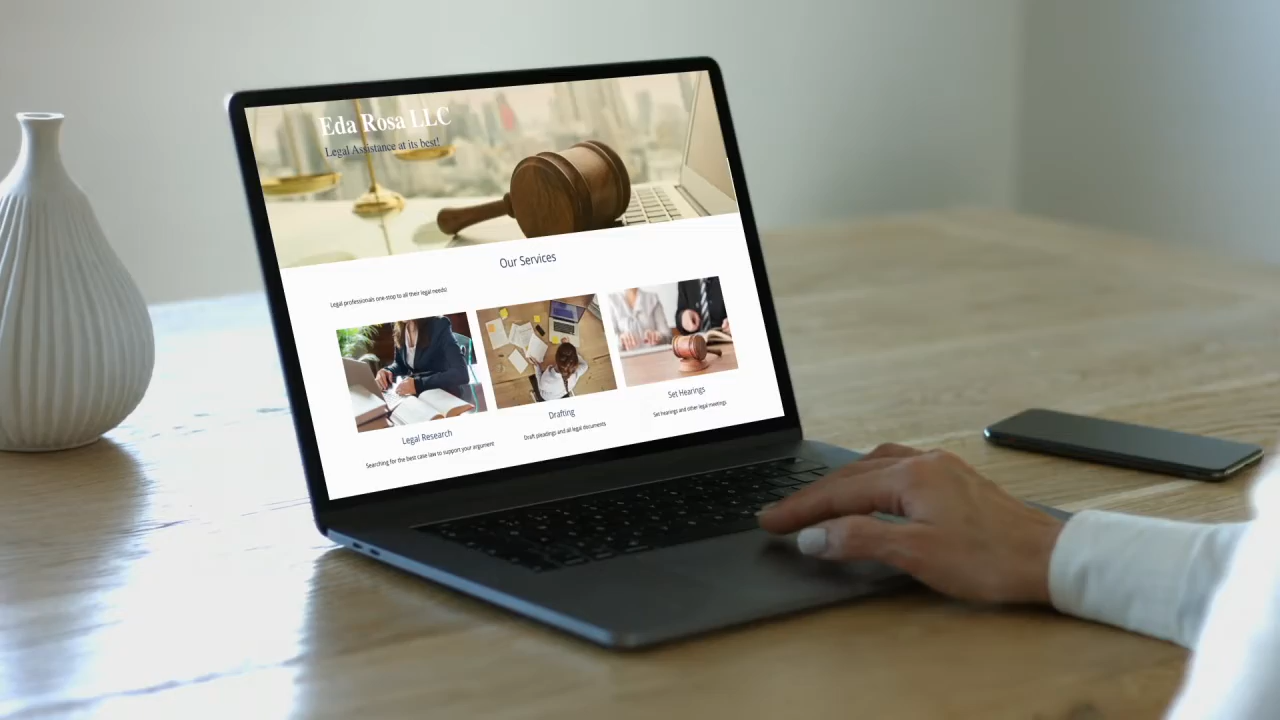 Eda Rosa LLC
Legal Assistance at its best!
Our Services
Legal professionals one-stop to all their legal needs!
Legal Research
Searching for the best case law to support your argument
Drafting
Draft pleadings and all legal documents
Set Hearings
Set hearings and other legal meetings